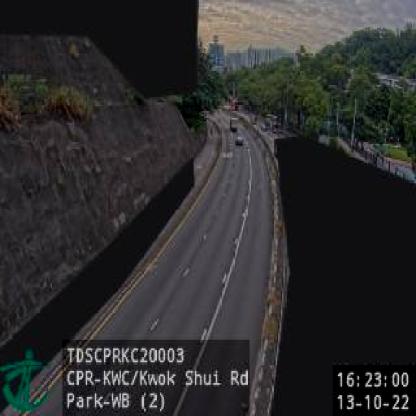 TDSCPRKC20003
CPR-KWC/Kwok Shui Rd
Park-WB (2)
16:23:00
13-10-22